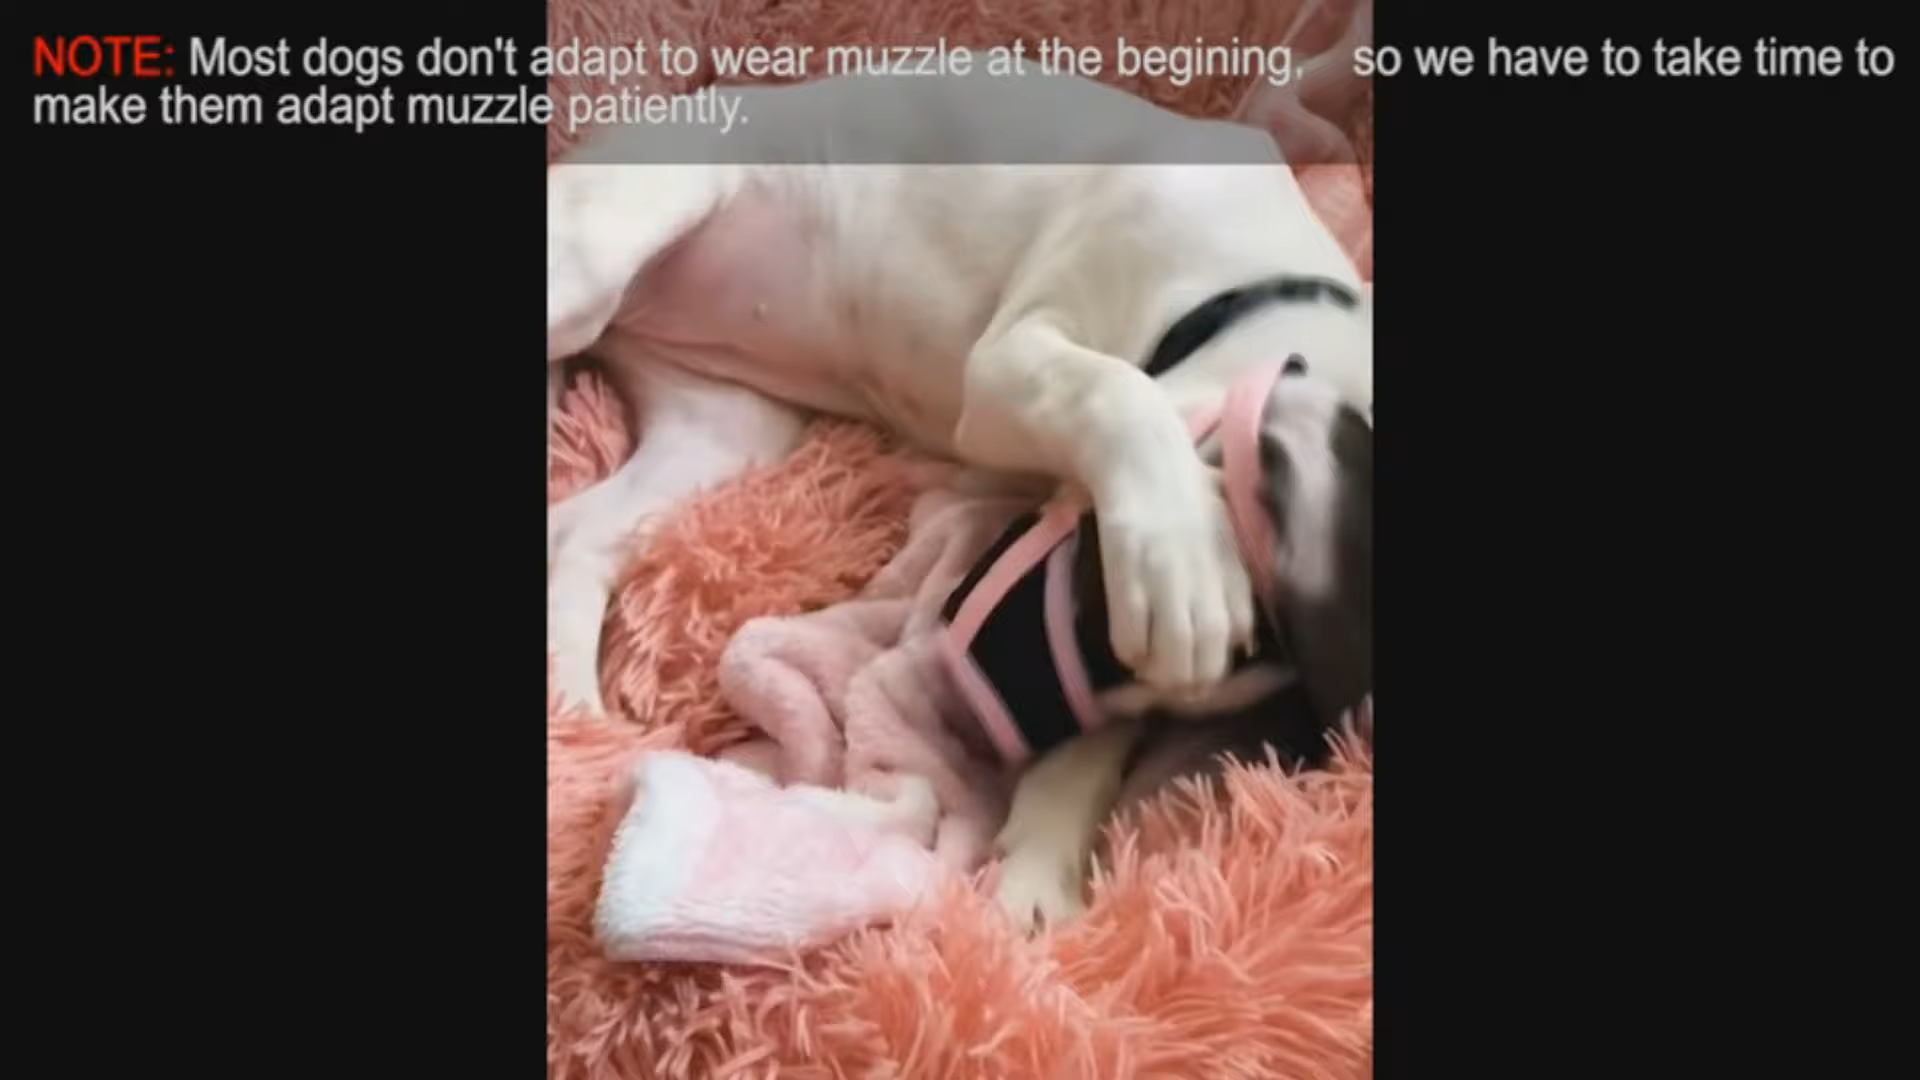 NOTE: Most dogs don't adapt to wear muzzle at the begining, so we have to take time to
make them adapt muzzle patiently.